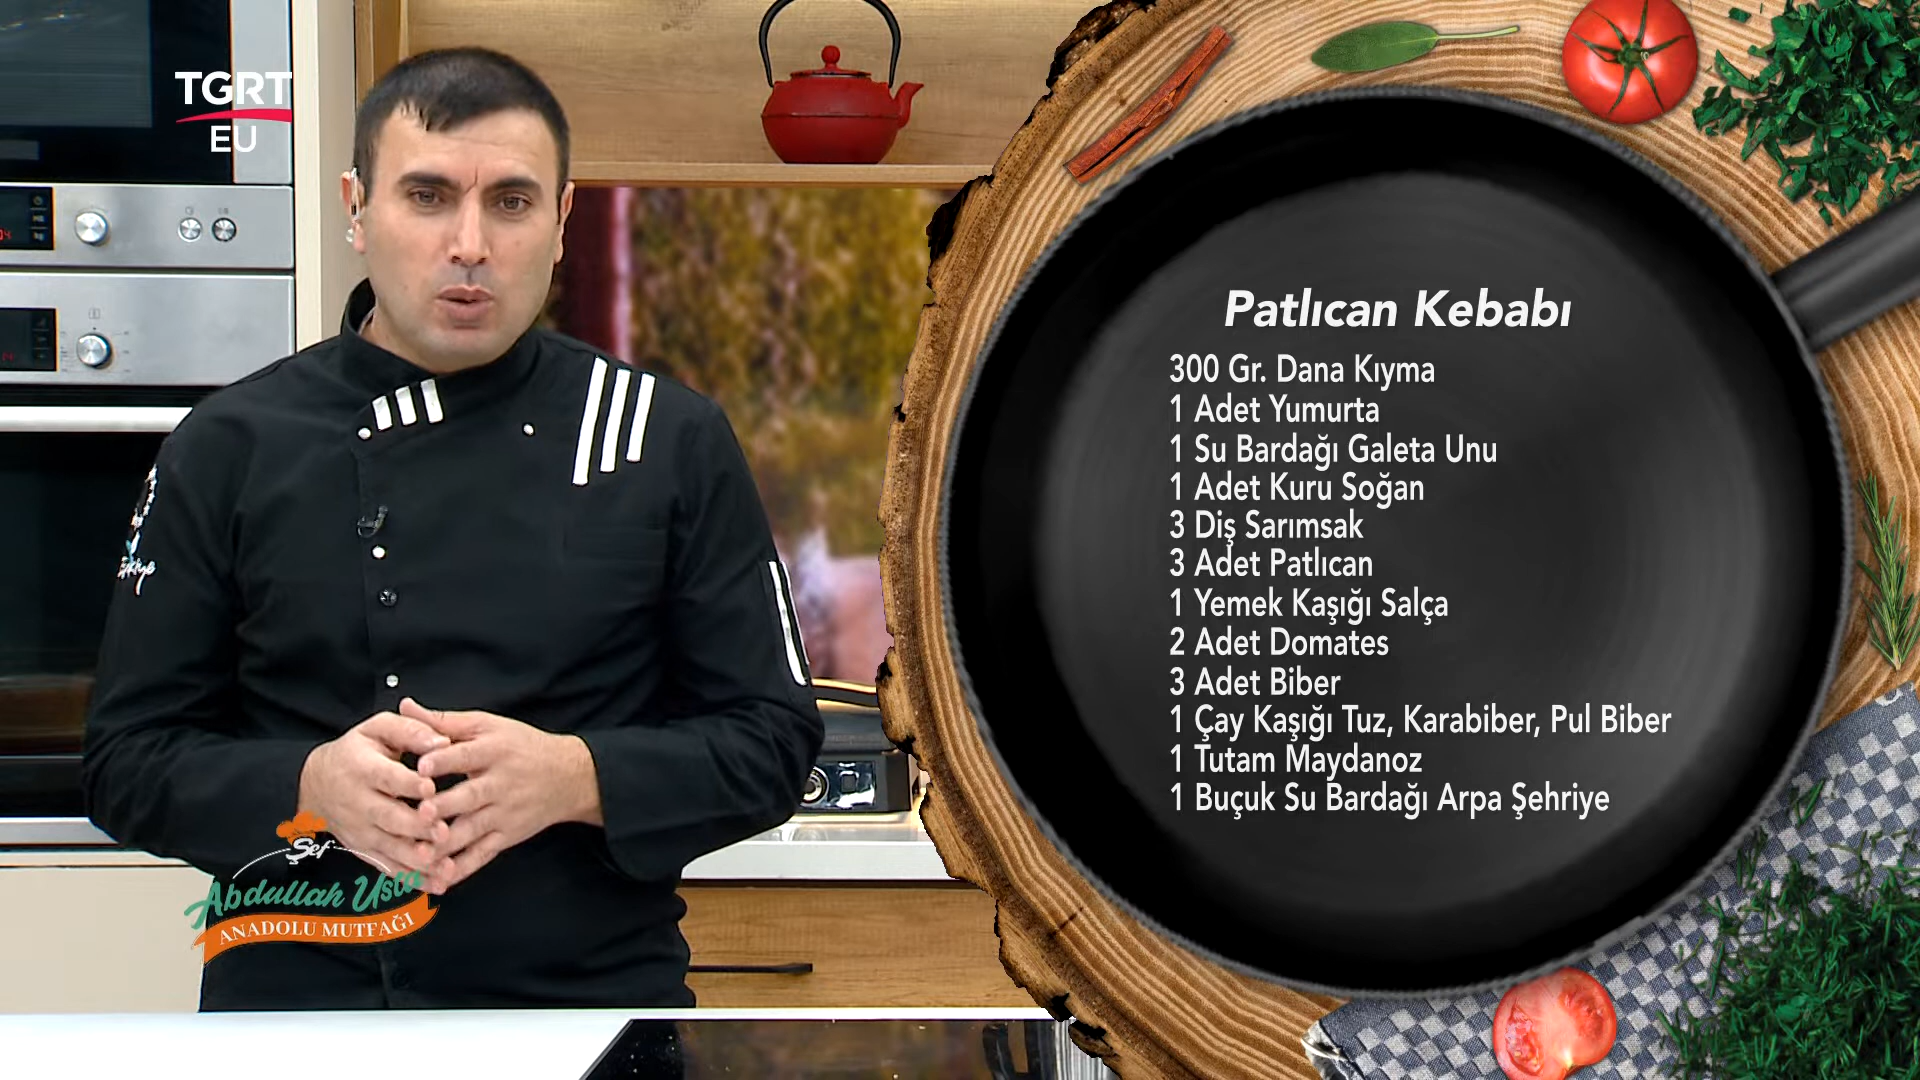 TGRT
EU
Patlıcan Kebabı
300 Gr. Dana Kıyma
1 Adet Yumurta
1 Su Bardağı Galeta Unu
1 Adet Kuru Soğan
3 Diş Sarımsak
3 Adet Patlıcan
1 Yemek Kaşığı Salça
2 Adet Domates
3 Adet Biber
1 Çay Kaşığı Tuz, Karabiber, Pul Biber
1 Tutam Maydanoz
1 Buçuk Su Bardağı Arpa Şehriye
Şef
Abdullah Usta
ANADOLU MUTFAĞI